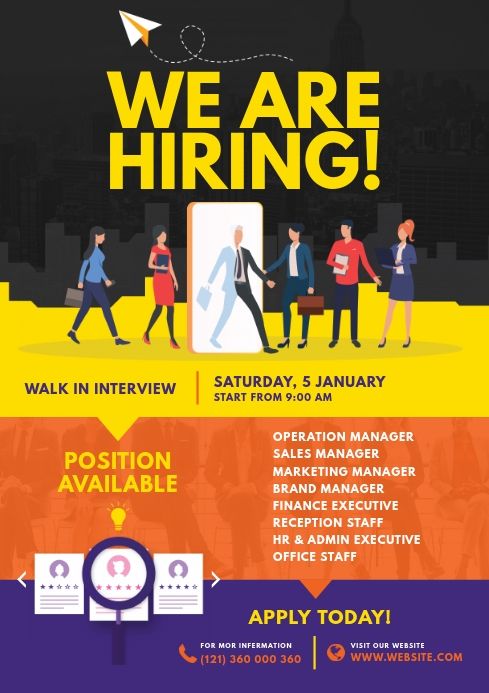 WE ARE
HIRING!
WALK IN INTERVIEW
SATURDAY, 5 JANUARY
START FROM 9:00 AM
POSITION
AVAILABLE
OPERATION MANAGER
SALES MANAGER
MARKETING MANAGER
BRAND MANAGER
FINANCE EXECUTIVE
RECEPTION STAFF
HR & ADMIN EXECUTIVE
OFFICE STAFF
APPLY TODAY!
FOR MOR INFERMATION
(121) 360 000 360
VISIT OUR WEBSITE
WWW.WEBSITE.COM